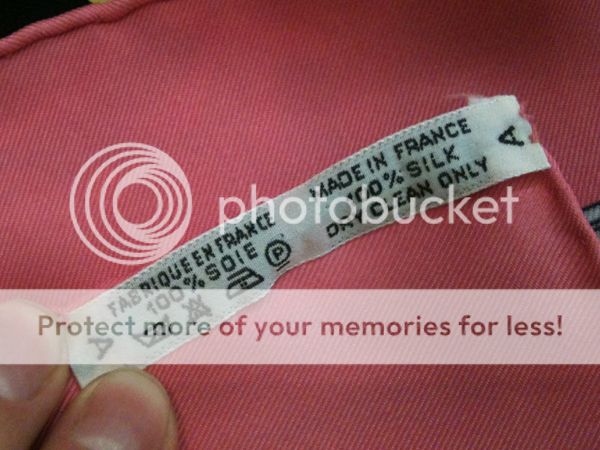 FABRIQUE EN FRANCE
100% SOIE
P
MADE IN FRANCE
100% SILK
DRY CLEAN ONLY
A
A
photobucket
Protect more of your memories for less!